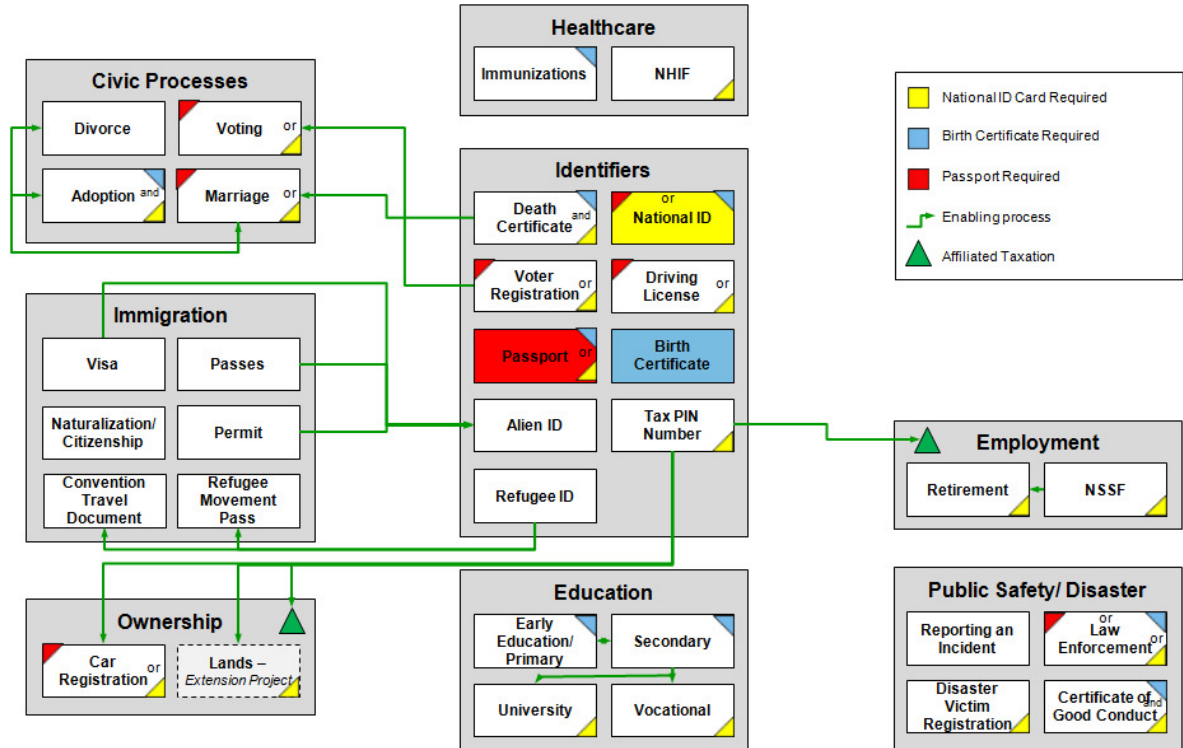 Healthcare
Immunizations
NHIF
Civic Processes
Divorce
Voting
or
Adoption
and
Marriage
or
Identifiers
Death
Certificate
and
or
National ID
Voter
Registration
or
Driving
License
or
Passport
or
Birth
Certificate
Alien ID
Tax PIN
Number
Refugee ID
Immigration
Visa
Passes
Naturalization/
Citizenship
Permit
Convention
Travel
Document
Refugee
Movement
Pass
Ownership
Car
Registration
or
Lands –
Extension Project
Education
Early
Education/
Primary
Secondary
University
Vocational
National ID Card Required
Birth Certificate Required
Passport Required
Enabling process
Affiliated Taxation
Employment
Retirement
NSSF
Public Safety/ Disaster
Reporting an
Incident
or
Law
Enforcement
or
Disaster
Victim
Registration
Certificate of
Good Conduct
and